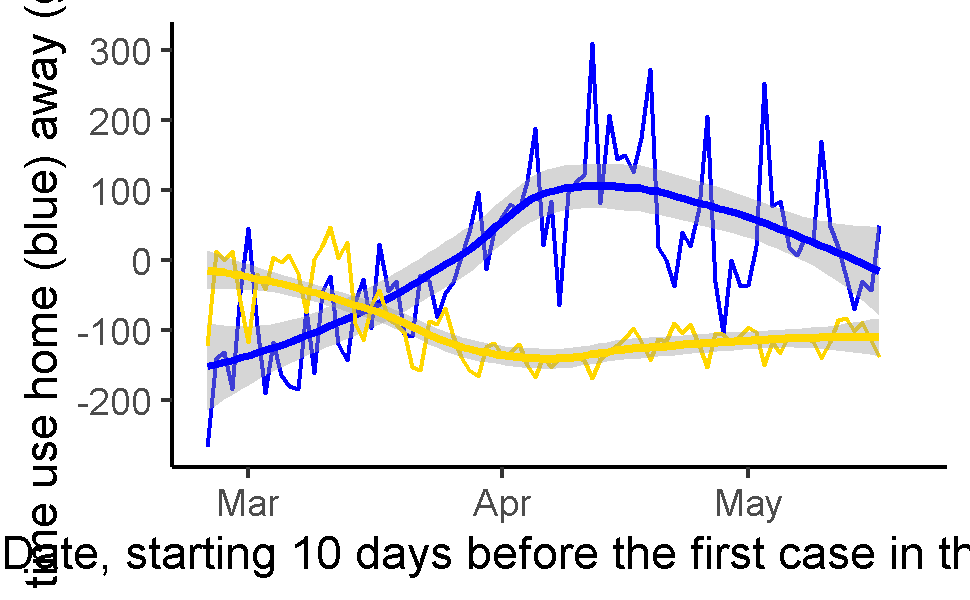 time use home (blue) away (
300
200
100
0
-100
-200
Mar Apr May
Date, starting 10 days before the first case in th